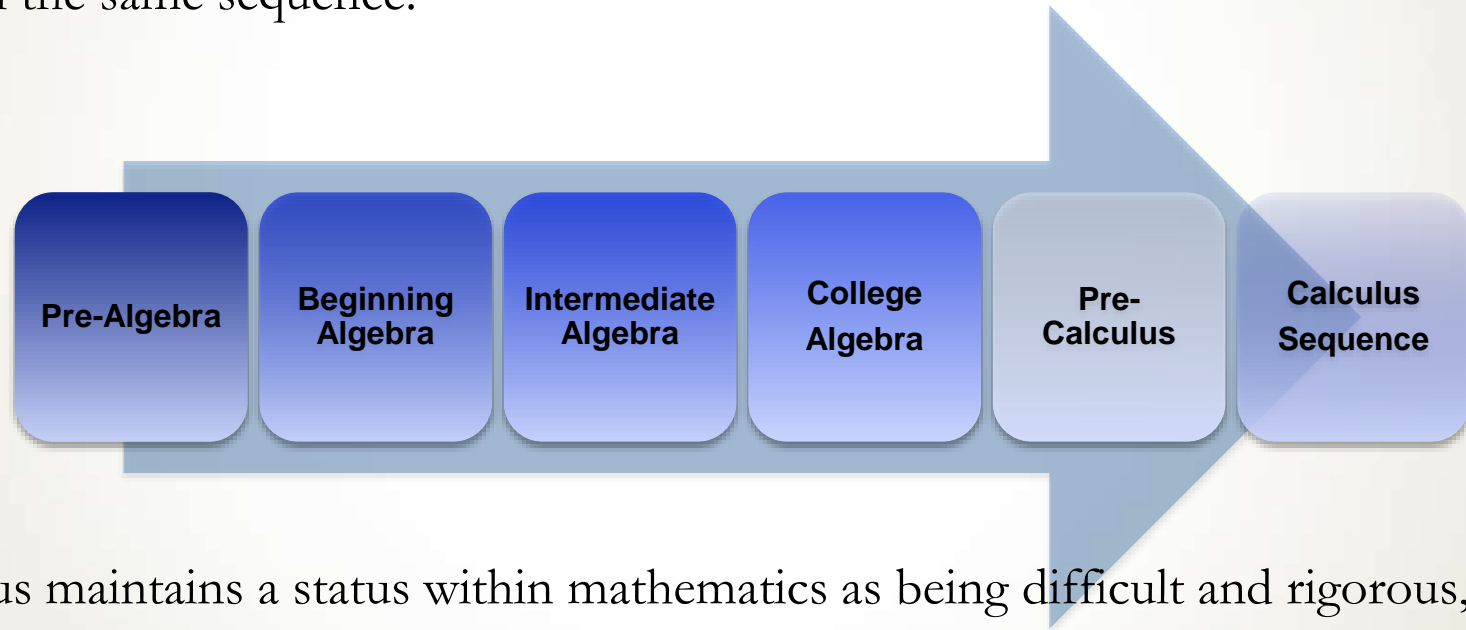 the same sequence.
Pre-Algebra
Beginning
Algebra
Intermediate
Algebra
College
Algebra
Pre-
Calculus
Calculus
Sequence
us maintains a status within mathematics as being difficult and rigorous,